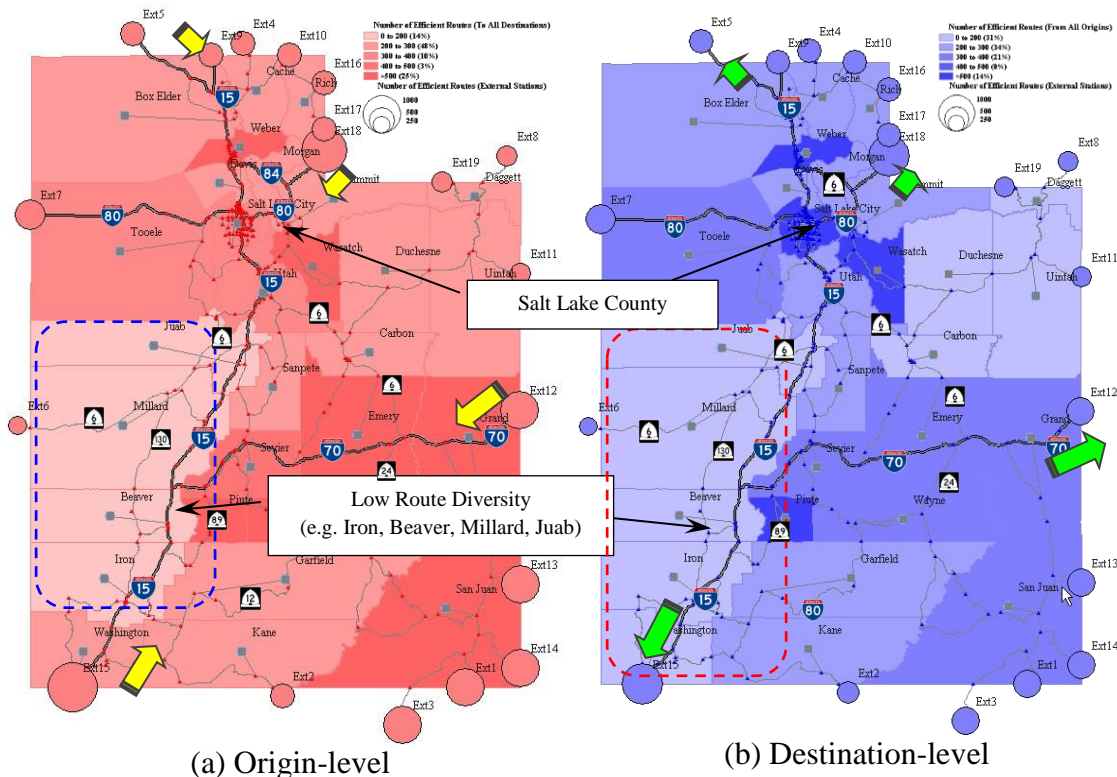 Ext5
Ext4
Ext9
Ext10
Cache
Ext16
Rich
Ext17
Ext18
Box Elder
15
Weber
Morgan
Davis
84
ummit
Ext19
Ext8
Daggett
Ext7
80
Salt Lake City
80
Tooele
Wasatch
Duchesne
Uintah
Ext11
Utah
15
Juab
6
6
Carbon
Sanpete
6
Ext12
Ext6
6
Millard
Emery
Grand
130
15
Sevier
70
70
24
Beaver
Piute
89
Iron
Garfield
15
12
San Juan
Ext13
Washington
Kane
Ext14
Ext15
Ext2
Ext1
Ext3
Number of Efficient Routes (To All Destinations)
0 to 200 (14%)
200 to 300 (48%)
300 to 400 (10%)
400 to 500 (3%)
>500 (25%)
Number of Efficient Routes (External Stations)
1000
500
250
Salt Lake County
Low Route Diversity
(e.g. Iron, Beaver, Millard, Juab)
Ext5
Ext4
Ext9
Ext10
Cache
Ext16
Rich
Ext17
Ext18
Box Elder
15
Weber
Morgan
Davis
6
ummit
Ext19
Ext8
Daggett
Ext7
80
Salt Lake City
80
Tooele
Wasatch
Duchesne
Uintah
Ext11
Utah
15
Juab
6
6
Carbon
Sanpete
6
Ext12
Ext6
6
Millard
Emery
Grand
130
15
Sevier
70
70
24
Beaver
Piute
Wayne
89
Iron
Garfield
15
80
San Juan
Ext13
Washington
Kane
Ext14
Ext15
Ext2
Ext1
Ext3
Number of Efficient Routes (From All Origins)
0 to 200 (31%)
200 to 300 (34%)
300 to 400 (21%)
400 to 500 (0%)
>500 (14%)
Number of Efficient Routes (External Stations)
1000
500
250
(a) Origin-level
(b) Destination-level